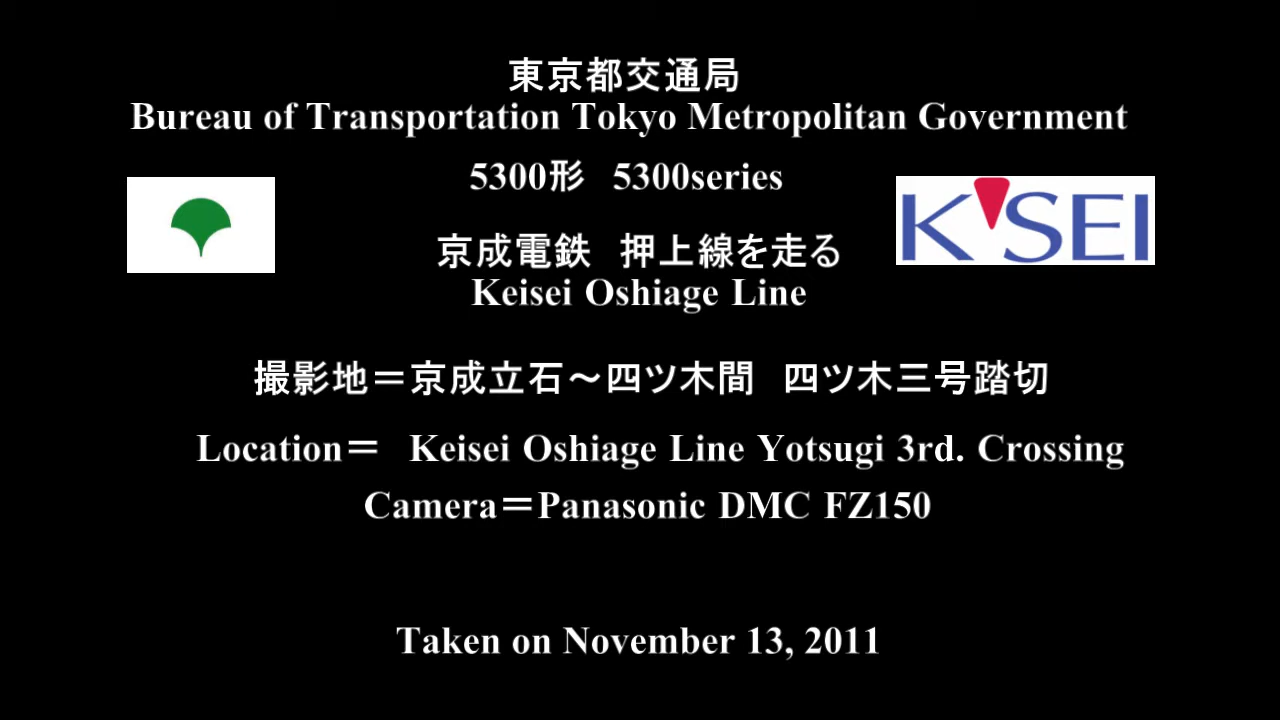 東京都交通局
Bureau of Transportation Tokyo Metropolitan Government
5300形　5300series
K'SEI
京成電鉄　押上線を走る
Keisei Oshiage Line
撮影地＝京成立石～四ツ木間　四ツ木三号踏切
Location＝　Keisei Oshiage Line Yotsugi 3rd. Crossing
Camera＝Panasonic DMC FZ150
Taken on November 13, 2011